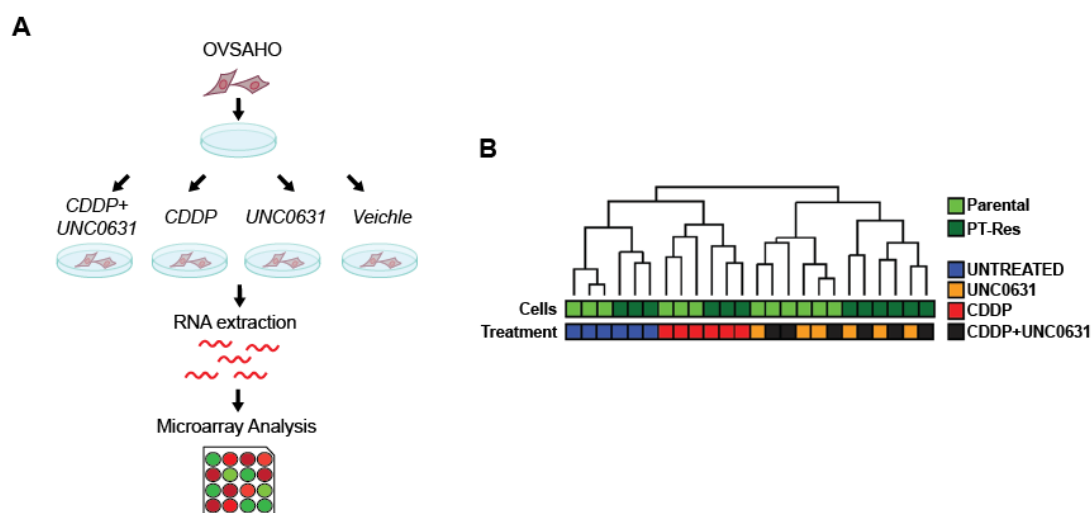 A
OVSAHO
CDDP+
UNC0631
CDDP
UNC0631
Veichle
RNA extraction
Microarray Analysis
B
Parental
PT-Res
UNTREATED
UNC0631
CDDP
CDDP+UNC0631
Cells
Treatment